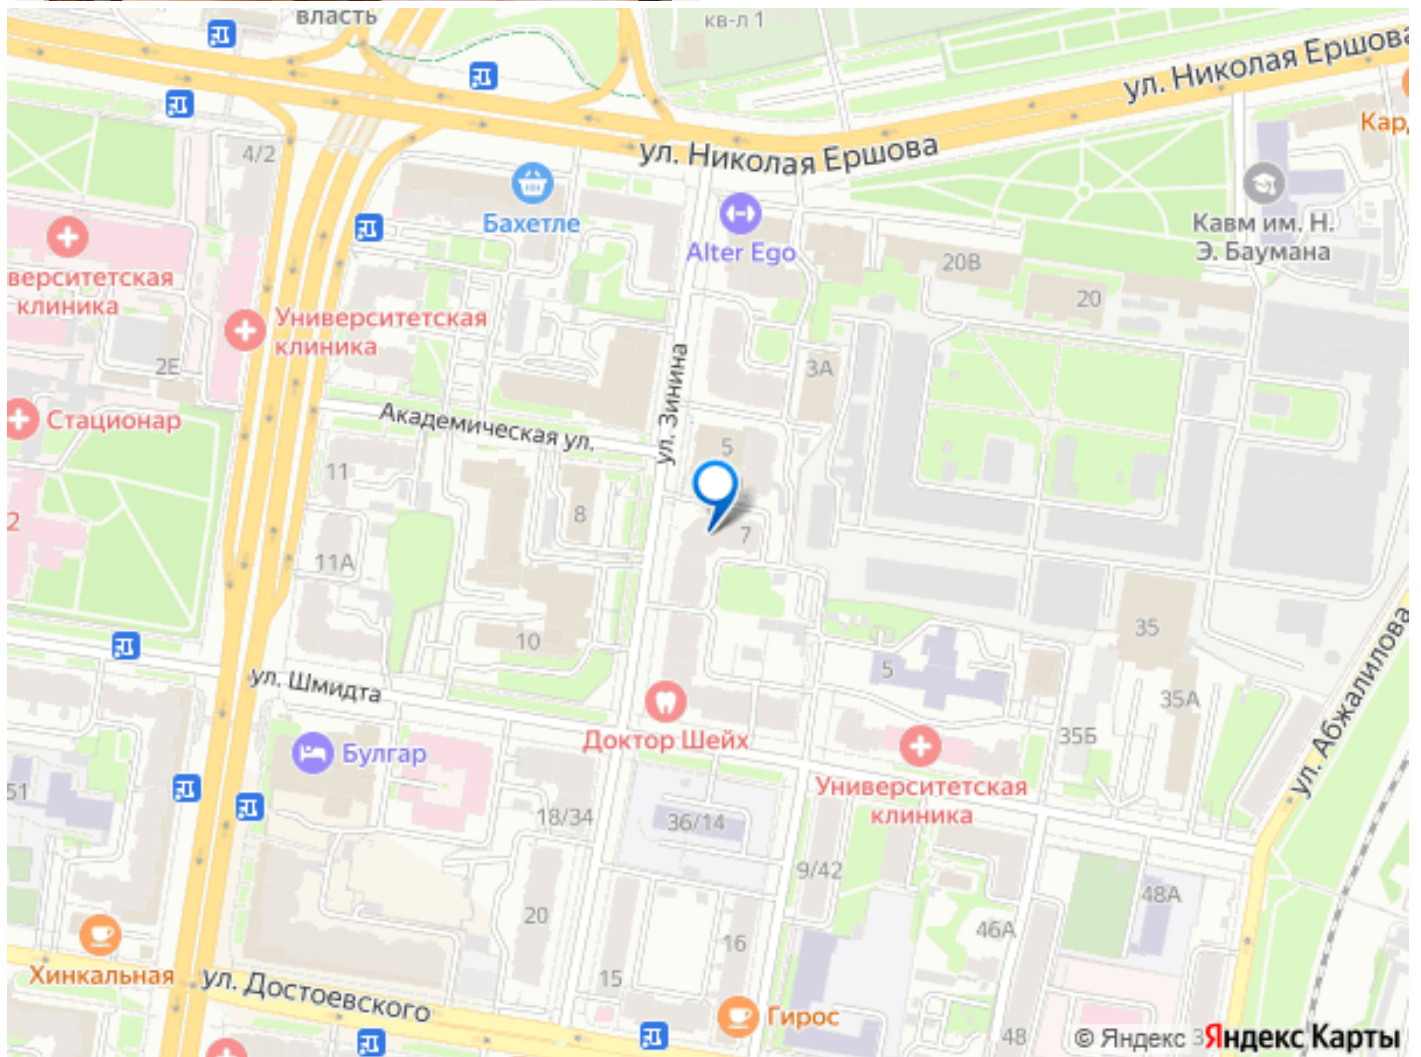 власть
кв-л 1
ул. Николая Ершова
Кард
4/2
ул. Николая Ершова
Бахетле
Alter Ego
Кавм им. Н.
Э. Баумана
20В
20
верситетская
клиника
Университетская
клиника
2Е
3А
ул. Зинина
Стационар
Академическая ул.
5
11
2
8
7
11А
10
35
5
35А
ул. Шмидта
Доктор Шейх
35Б
ул. Абжалилова
Булгар
Университетская
клиника
51
18/34
36/14
9/42
48А
20
16
46А
Хинкальная
ул. Достоевского
15
Гирос
48
© Яндекс
Яндекс Карты